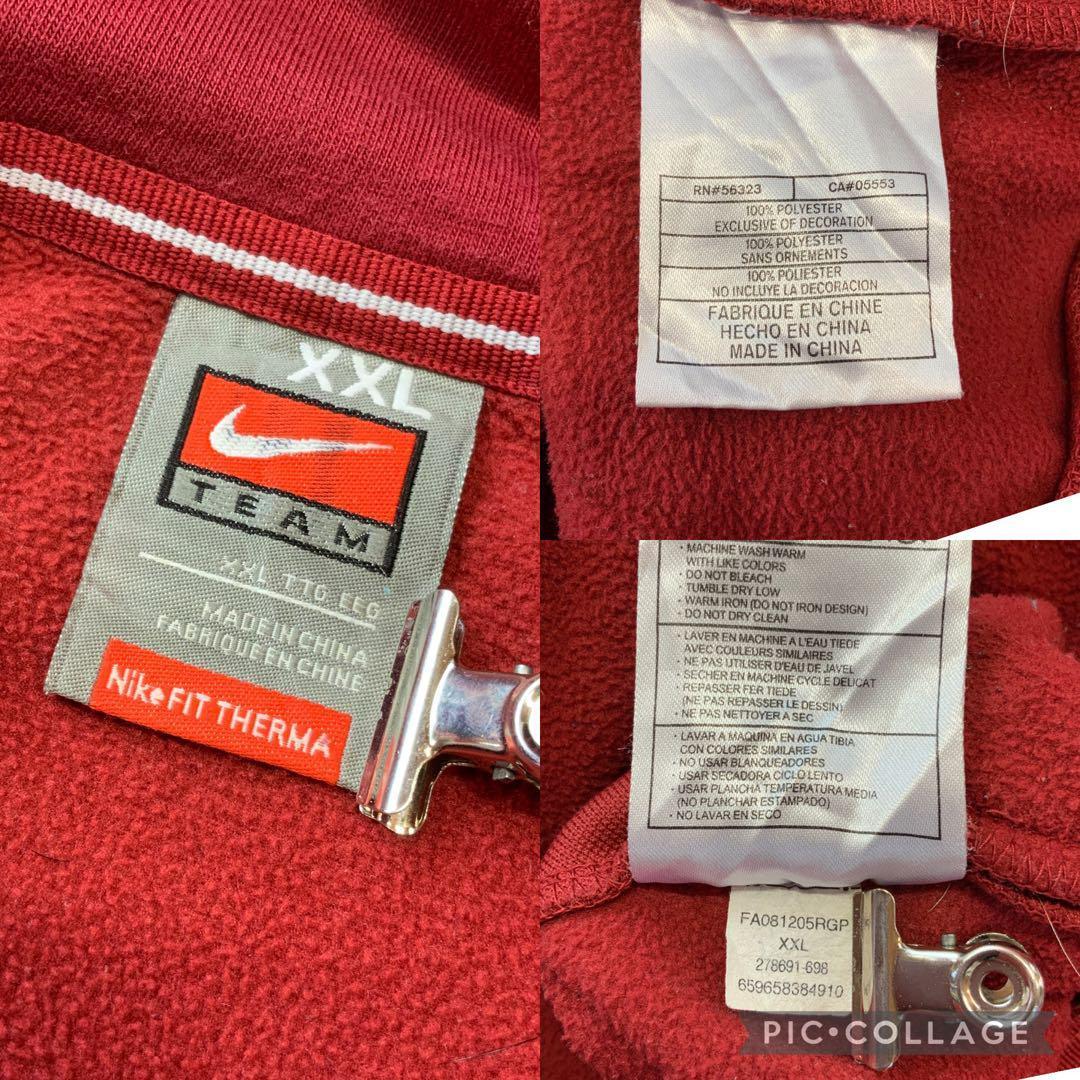 XXL
TEAM
XXL TTG EEG
MADE IN CHINA
FABRIQUE EN CHINE
Nike FIT THERMA
RN#56323 CA#05553
100% POLYESTER
EXCLUSIVE OF DECORATION
100% POLYESTER
SANS ORNEMENTS
100% POLIESTER
NO INCLUYE LA DECORACION
FABRIQUE EN CHINE
HECHO EN CHINA
MADE IN CHINA
· MACHINE WASH WARM
WITH LIKE COLORS
· DO NOT BLEACH
TUMBLE DRY LOW
· WARM IRON (DO NOT IRON DESIGN)
· DO NOT DRY CLEAN
· LAVER EN MACHINE A L'EAU TIEDE
AVEC COULEURS SIMILAIRES
· NE PAS UTILISER D'EAU DE JAVEL
· SECHER EN MACHINE CYCLE DELICAT
· REPASSER FER TIEDE
(NE PAS REPASSER LE DESSIN)
· NE PAS NETTOYER A SEC
· LAVAR A MAQUINA EN AGUA TIBIA
CON COLORES SIMILARES
· NO USAR BLANQUEADORES
· USAR SECADORA CICLO LENTO
· USAR PLANCHA TEMPERATURA MEDIA
(NO PLANCHAR ESTAMPADO)
· NO LAVAR EN SECO
FA081205RGP
XXL
278691-698
659658384910
PIC•COLLAGE